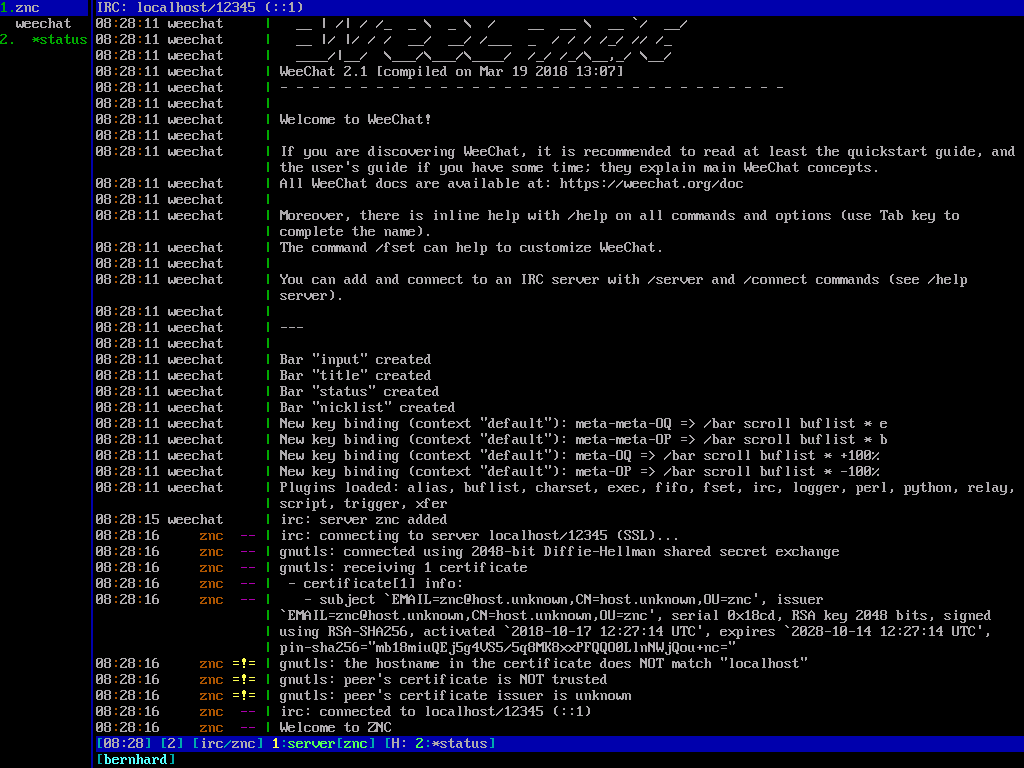 1.znc
weechat
2. *status
IRC: localhost/12345 (::1)
08:28:11 weechat | ___ | /| / /_ _ \ _ \ / __ __ \ __ `/ __/
08:28:11 weechat | __ |/ |/ / / __/ __/ /___ _ / / / /_/ // /_
08:28:11 weechat | ____/|__/ \___/\___/\____/ /_/ /_/\__,_/ \__/
08:28:11 weechat | WeeChat 2.1 [compiled on Mar 19 2018 13:07]
08:28:11 weechat | - - - - - - - - - - - - - - - - - - - - - - - - - - - - - - - -
08:28:11 weechat |
08:28:11 weechat | Welcome to WeeChat!
08:28:11 weechat |
08:28:11 weechat | If you are discovering WeeChat, it is recommended to read at least the quickstart guide, and
| the user's guide if you have some time; they explain main WeeChat concepts.
08:28:11 weechat | All WeeChat docs are available at: https://weechat.org/doc
08:28:11 weechat |
08:28:11 weechat | Moreover, there is inline help with /help on all commands and options (use Tab key to
| complete the name).
08:28:11 weechat | The command /fset can help to customize WeeChat.
08:28:11 weechat |
08:28:11 weechat | You can add and connect to an IRC server with /server and /connect commands (see /help
| server).
08:28:11 weechat |
08:28:11 weechat | ---
08:28:11 weechat |
08:28:11 weechat | Bar "input" created
08:28:11 weechat | Bar "title" created
08:28:11 weechat | Bar "status" created
08:28:11 weechat | Bar "nicklist" created
08:28:11 weechat | New key binding (context "default"): meta-meta-OQ => /bar scroll buflist * e
08:28:11 weechat | New key binding (context "default"): meta-meta-OP => /bar scroll buflist * b
08:28:11 weechat | New key binding (context "default"): meta-OQ => /bar scroll buflist * +100%
08:28:11 weechat | New key binding (context "default"): meta-OP => /bar scroll buflist * -100%
08:28:11 weechat | Plugins loaded: alias, buflist, charset, exec, fifo, fset, irc, logger, perl, python, relay,
| script, trigger, xfer
08:28:15 weechat | irc: server znc added
08:28:16 znc -- | irc: connecting to server localhost/12345 (SSL)...
08:28:16 znc -- | gnutls: connected using 2048-bit Diffie-Hellman shared secret exchange
08:28:16 znc -- | gnutls: receiving 1 certificate
08:28:16 znc -- | - certificate[1] info:
08:28:16 znc -- | - subject `EMAIL=znc@host.unknown,CN=host.unknown,OU=znc', issuer
| `EMAIL=znc@host.unknown,CN=host.unknown,OU=znc', serial 0x18cd, RSA key 2048 bits, signed
| using RSA-SHA256, activated `2018-10-17 12:27:14 UTC', expires `2028-10-14 12:27:14 UTC',
| pin-sha256="mb18miuQEj5g4VS5/5q8MK8xxPFQQO0LlnNWjQou+nc="
08:28:16 znc =!= | gnutls: the hostname in the certificate does NOT match "localhost"
08:28:16 znc =!= | gnutls: peer's certificate is NOT trusted
08:28:16 znc =!= | gnutls: peer's certificate issuer is unknown
08:28:16 znc -- | irc: connected to localhost/12345 (::1)
08:28:16 znc -- | Welcome to ZNC
[08:28] [2] [irc/znc] 1:server[znc] [H: 2:*status]
[bernhard]